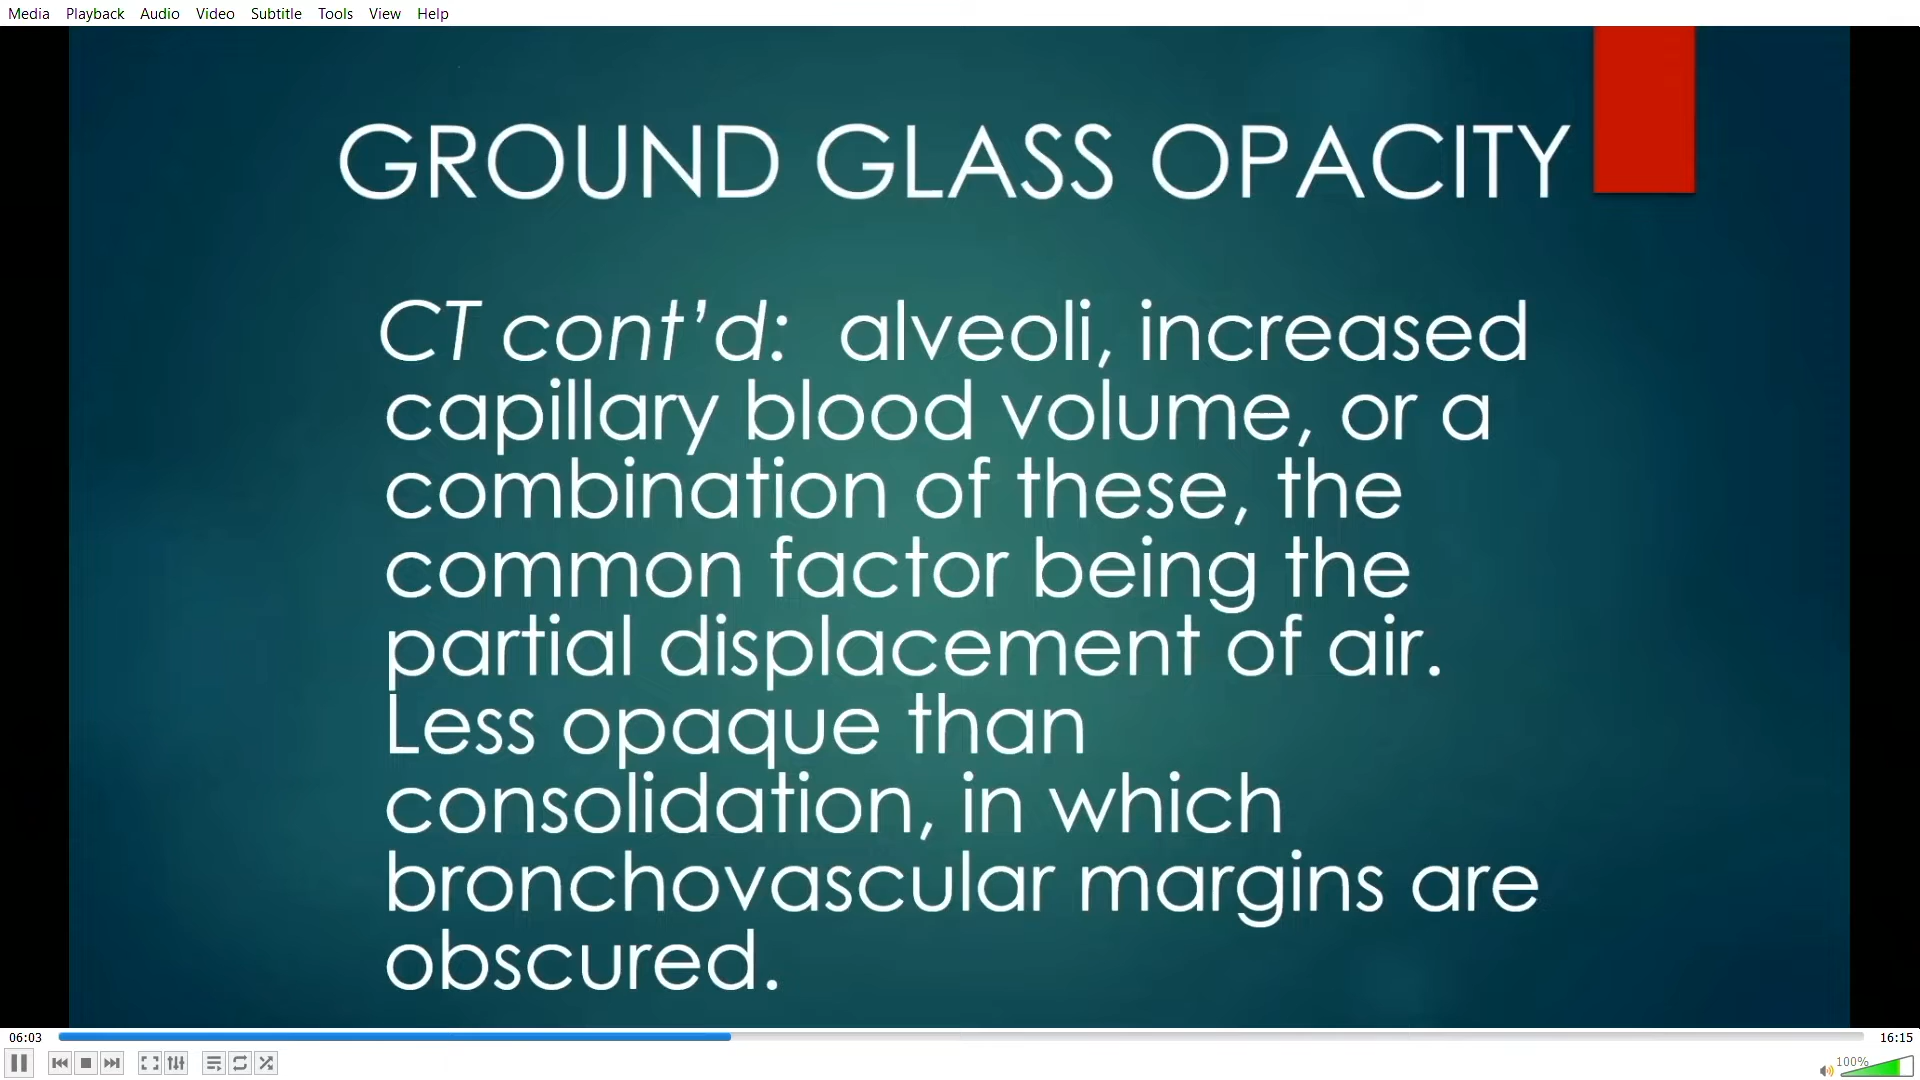 Media Playback Audio Video Subtitle Tools View Help
GROUND GLASS OPACITY
CT cont’d: alveoli, increased
capillary blood volume, or a
combination of these, the
common factor being the
partial displacement of air.
Less opaque than
consolidation, in which
bronchovascular margins are
obscured.
06:03 16:15
100%